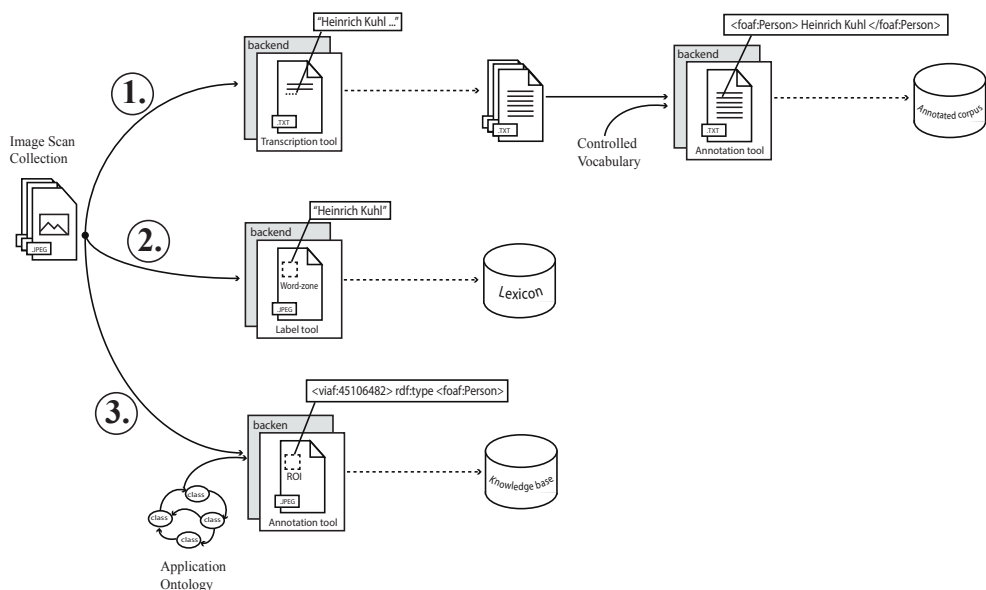 "Heinrich Kuhl ..."
backend
.TXT
Transcription tool
1.
<foaf:Person> Heinrich Kuhl </foaf:Person>
backend
.TXT
Annotation tool
.TXT
Controlled
Vocabulary
Annotated corpus
Image Scan
Collection
.JPEG
2.
"Heinrich Kuhl"
backend
Word-zone
.JPEG
Label tool
Lexicon
3.
<viaf:45106482> rdf:type <foaf:Person>
backen
ROI
.JPEG
Annotation tool
Knowledge base
class
class
class
class
Application
Ontology